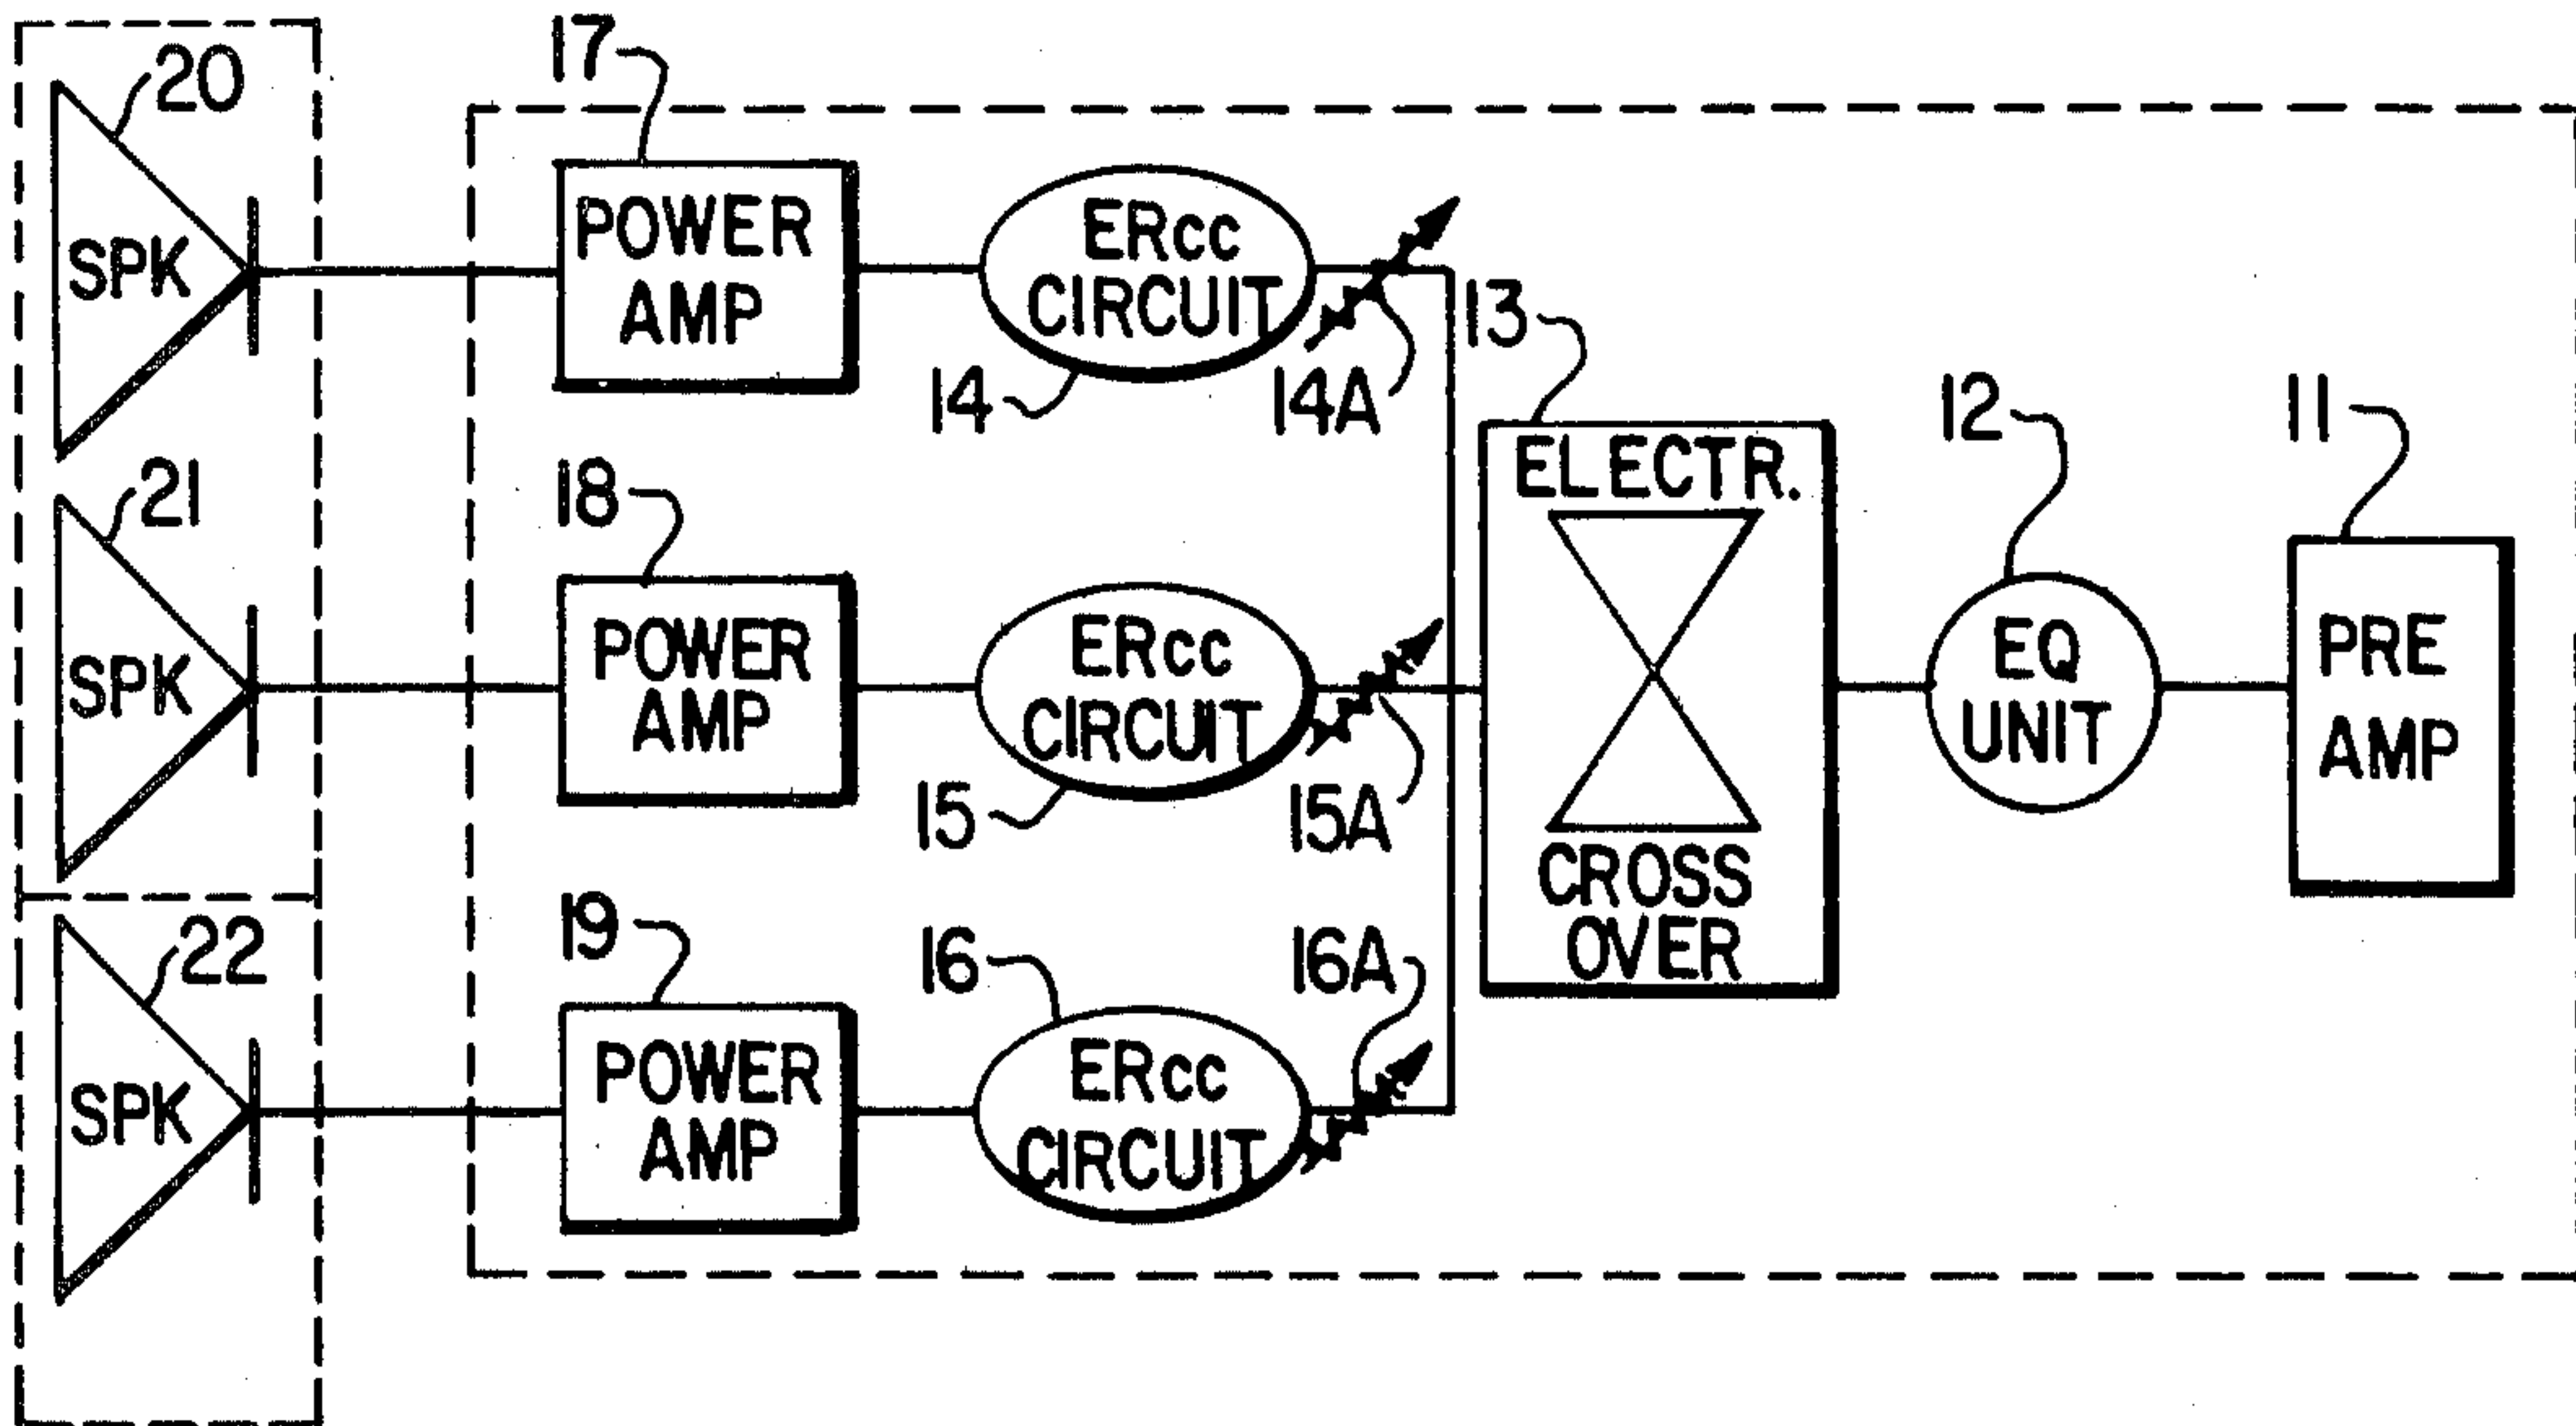 17
20
POWER
AMP
ERcc
CIRCUIT
SPK
13
14
14A
12
11
ELECTR.
21
18
POWER
AMP
ERcc
CIRCUIT
EQ
UNIT
PRE
AMP
SPK
15
15A
CROSS
OVER
22
19
16
16A
POWER
AMP
ERcc
CIRCUIT
SPK